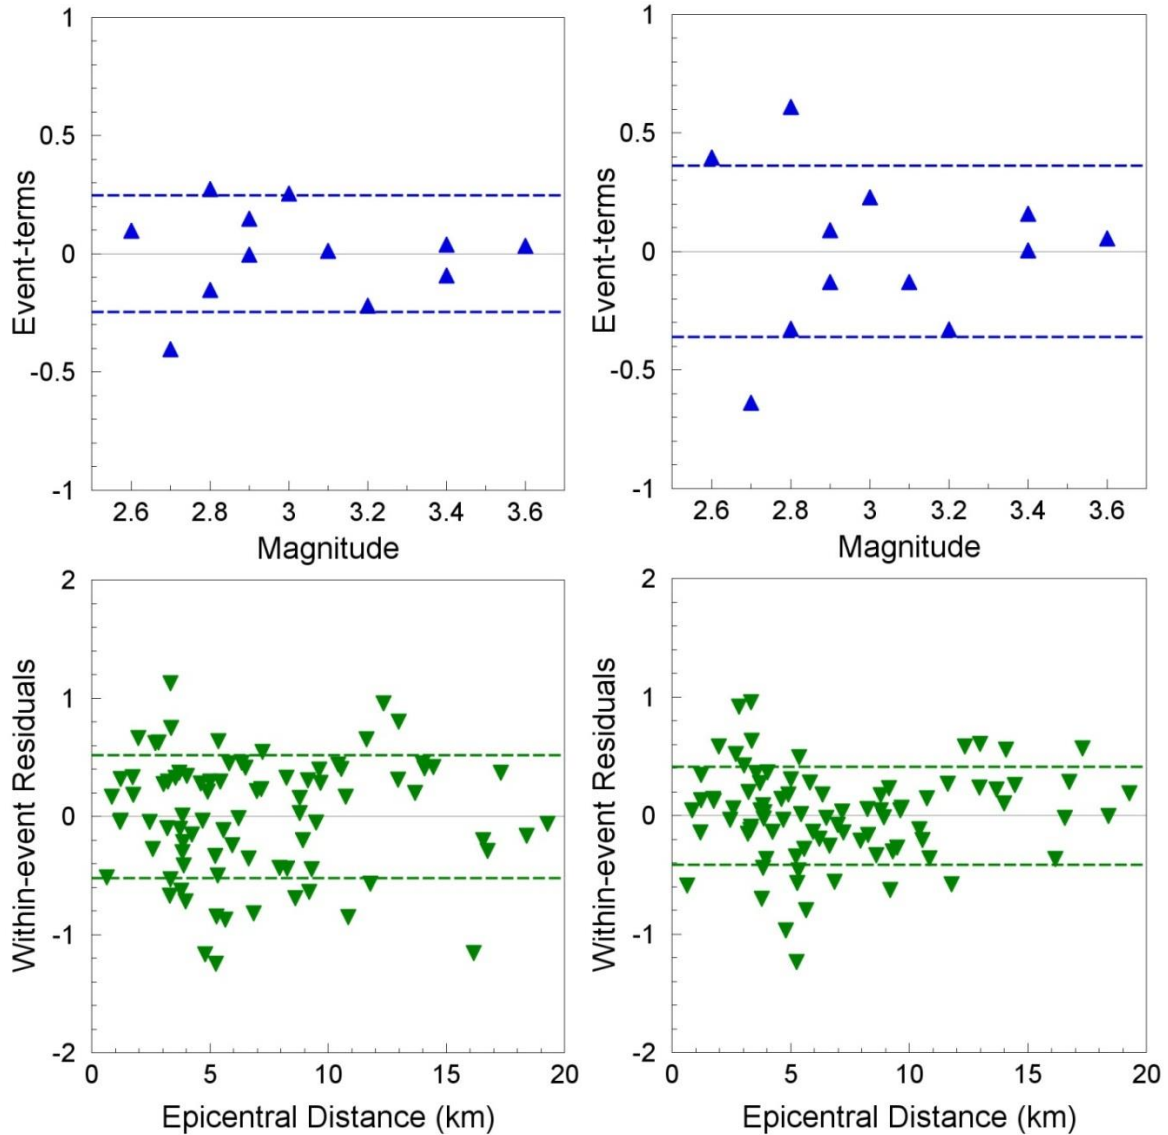 1
0.5
0
-0.5
-1
Event-terms
2.6 2.8 3 3.2 3.4 3.6
Magnitude
1
0.5
0
-0.5
-1
Event-terms
2.6 2.8 3 3.2 3.4 3.6
Magnitude
2
1
0
-1
-2
Within-event Residuals
0 5 10 15 20
Epicentral Distance (km)
2
1
0
-1
-2
Within-event Residuals
0 5 10 15 20
Epicentral Distance (km)